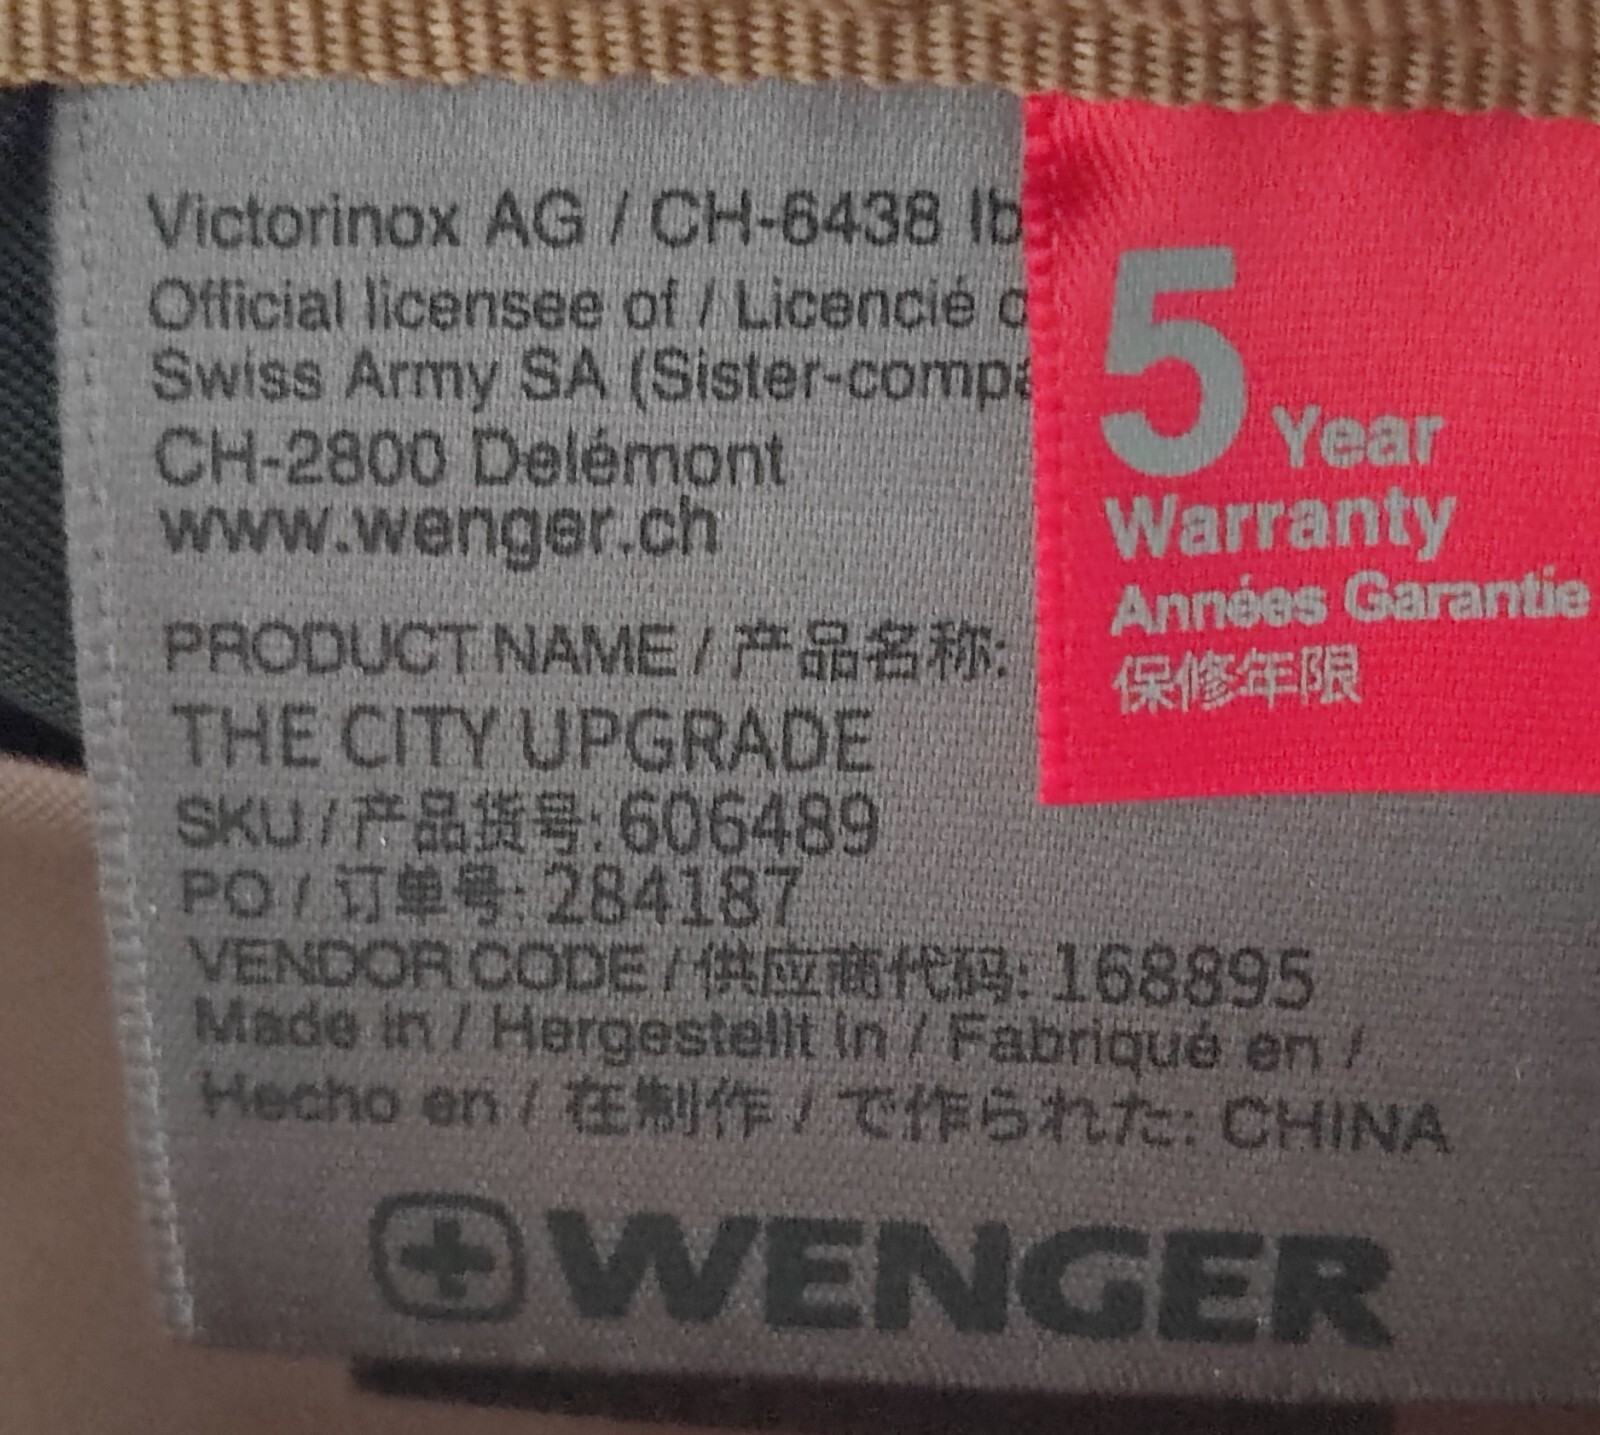 Victorinox AG / CH-6438 Ib
Official licensee of / Licencié
Swiss Army SA (Sister-compa
CH-2800 Delémont
www.wenger.ch
PRODUCT NAME / 产品名称:
THE CITY UPGRADE
SKU / 产品货号: 606489
PO / 订单号: 284187
VENDOR CODE / 供应商代码: 168895
Made in / Hergestellt in / Fabriqué en /
Hecho en / 在制作 / で作られた: CHINA
WENGER
5 Year
Warranty
Années Garantie
保修年限